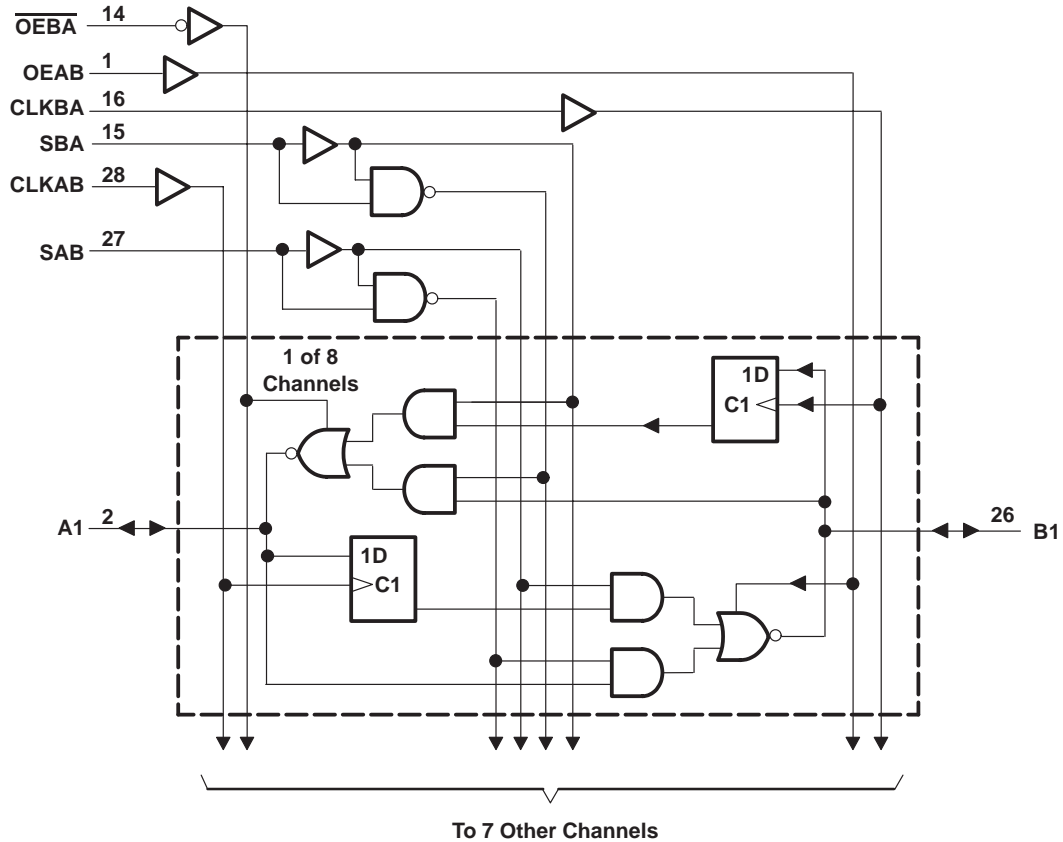 OEBA 14
OEAB 1
CLKBA 16
SBA 15
CLKAB 28
SAB 27
1 of 8
Channels
1D
C1
A1 2
26 B1
1D
C1
To 7 Other Channels